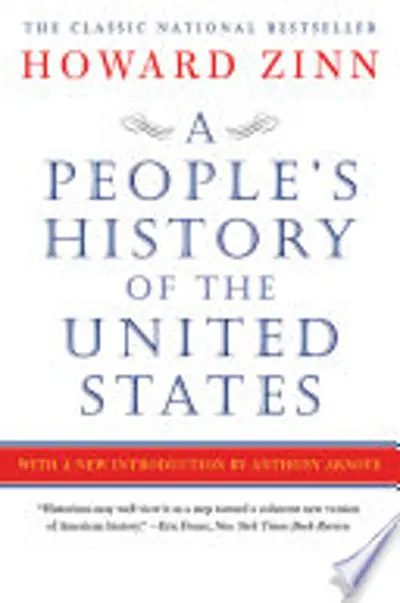 THE CLASSIC NATIONAL BESTSELLER
HOWARD ZINN
A
PEOPLE'S
HISTORY
OF THE
UNITED
STATES
WITH A NEW INTRODUCTION BY ANTHONY ARNOVE
"Historians may well view it as a step toward a coherent new version
of American history." —Eric Foner, New York Times Book Review